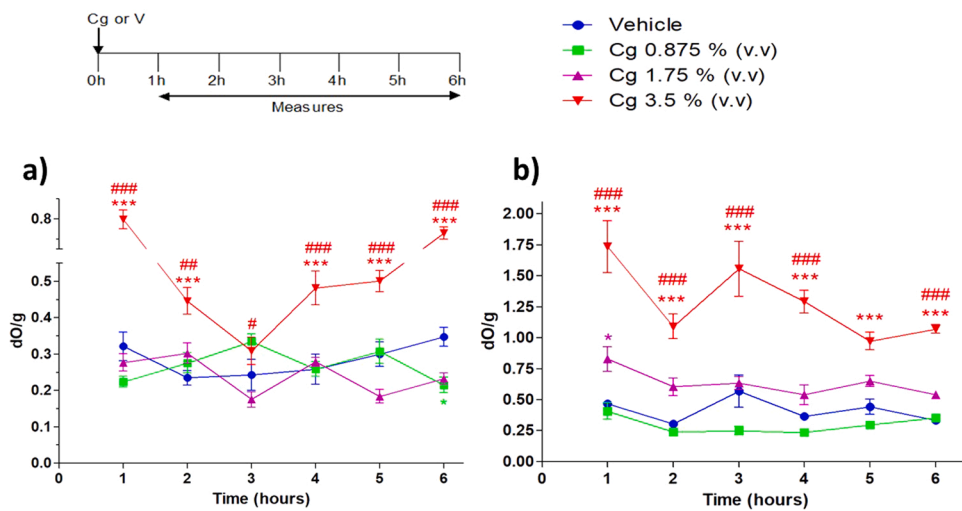 Cg or V
0h 1h 2h 3h 4h 5h 6h
Measures
Vehicle
Cg 0.875 % (v.v)
Cg 1.75 % (v.v)
Cg 3.5 % (v.v)
a)
###
***
##
***
#
###
***
###
***
###
***
*
0.8
0.5
0.4
0.3
0.2
0.1
0.0
dO/g
0 1 2 3 4 5 6
Time (hours)
b)
###
***
###
***
###
***
###
***
***
###
***
*
2.00
1.75
1.50
1.25
1.00
0.75
0.50
0.25
0.00
dO/g
0 1 2 3 4 5 6
Time (hours)